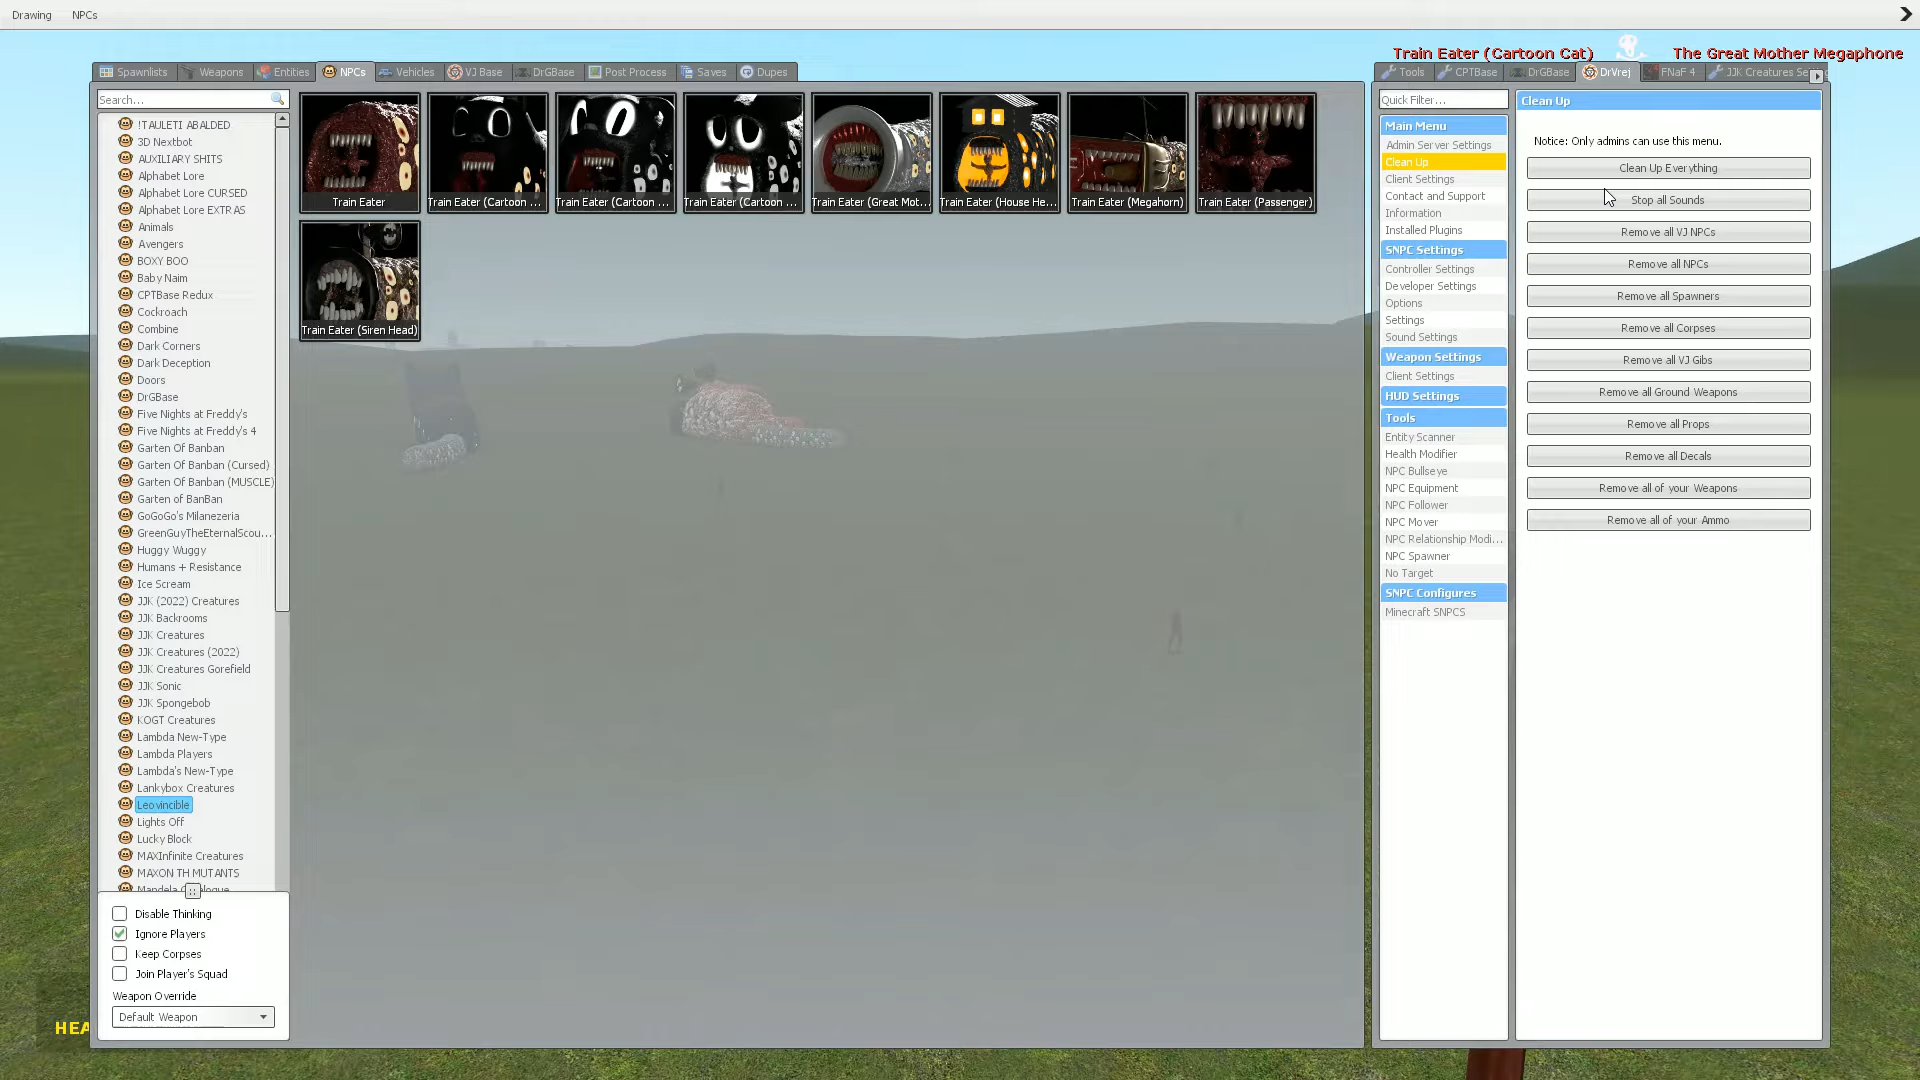 Drawing NPCs
Train Eater (Cartoon Cat) The Great Mother Megaphone
Spawnlists Weapons Entities NPCs Vehicles VJ Base DrGBase Post Process Saves Dupes
Tools CPTBase DrGBase DrVrej FNaF 4 JJK Creatures Se
Search...
!TAULETI ABALDED
3D Nextbot
AUXILIARY SHITS
Alphabet Lore
Alphabet Lore CURSED
Alphabet Lore EXTRAS
Animals
Avengers
BOXY BOO
Baby Naim
CPTBase Redux
Cockroach
Combine
Dark Corners
Dark Deception
Doors
DrGBase
Five Nights at Freddy's
Five Nights at Freddy's 4
Garten Of Banban
Garten Of Banban (Cursed)
Garten Of Banban (MUSCLE)
Garten of BanBan
GoGoGo's Milanezeria
GreenGuyTheEternalScou...
Huggy Wuggy
Humans + Resistance
Ice Scream
JJK (2022) Creatures
JJK Backrooms
JJK Creatures
JJK Creatures (2022)
JJK Creatures Gorefield
JJK Sonic
JJK Spongebob
KOGT Creatures
Lambda New-Type
Lambda Players
Lambda's New-Type
Lankybox Creatures
Leovincible
Lights Off
Lucky Block
MAXInfinite Creatures
MAXON TH MUTANTS
Disable Thinking
Ignore Players
Keep Corpses
Join Player's Squad
Weapon Override
Default Weapon
HEA
Train Eater
Train Eater (Cartoon ...
Train Eater (Cartoon ...
Train Eater (Cartoon ...
Train Eater (Great Mot...
Train Eater (House He...
Train Eater (Megahorn)
Train Eater (Passenger)
Train Eater (Siren Head)
Quick Filter...
Main Menu
Admin Server Settings
Clean Up
Client Settings
Contact and Support
Information
Installed Plugins
SNPC Settings
Controller Settings
Developer Settings
Options
Settings
Sound Settings
Weapon Settings
Client Settings
HUD Settings
Tools
Entity Scanner
Health Modifier
NPC Bullseye
NPC Equipment
NPC Follower
NPC Mover
NPC Relationship Modi...
NPC Spawner
No Target
SNPC Configures
Minecraft SNPCS
Clean Up
Notice: Only admins can use this menu.
Clean Up Everything
Stop all Sounds
Remove all VJ NPCs
Remove all NPCs
Remove all Spawners
Remove all Corpses
Remove all VJ Gibs
Remove all Ground Weapons
Remove all Props
Remove all Decals
Remove all of your Weapons
Remove all of your Ammo